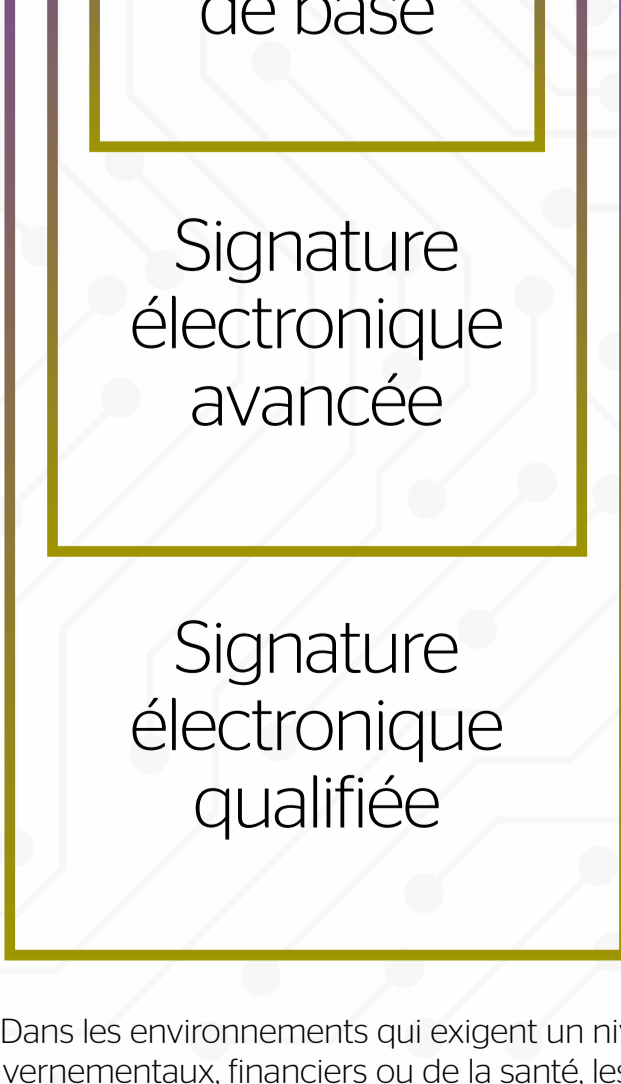 de base
Signature
électronique
avancée
Signature
électronique
qualifiée
Dans les environnements qui exigent un
vernementaux, financiers ou de la santé, les